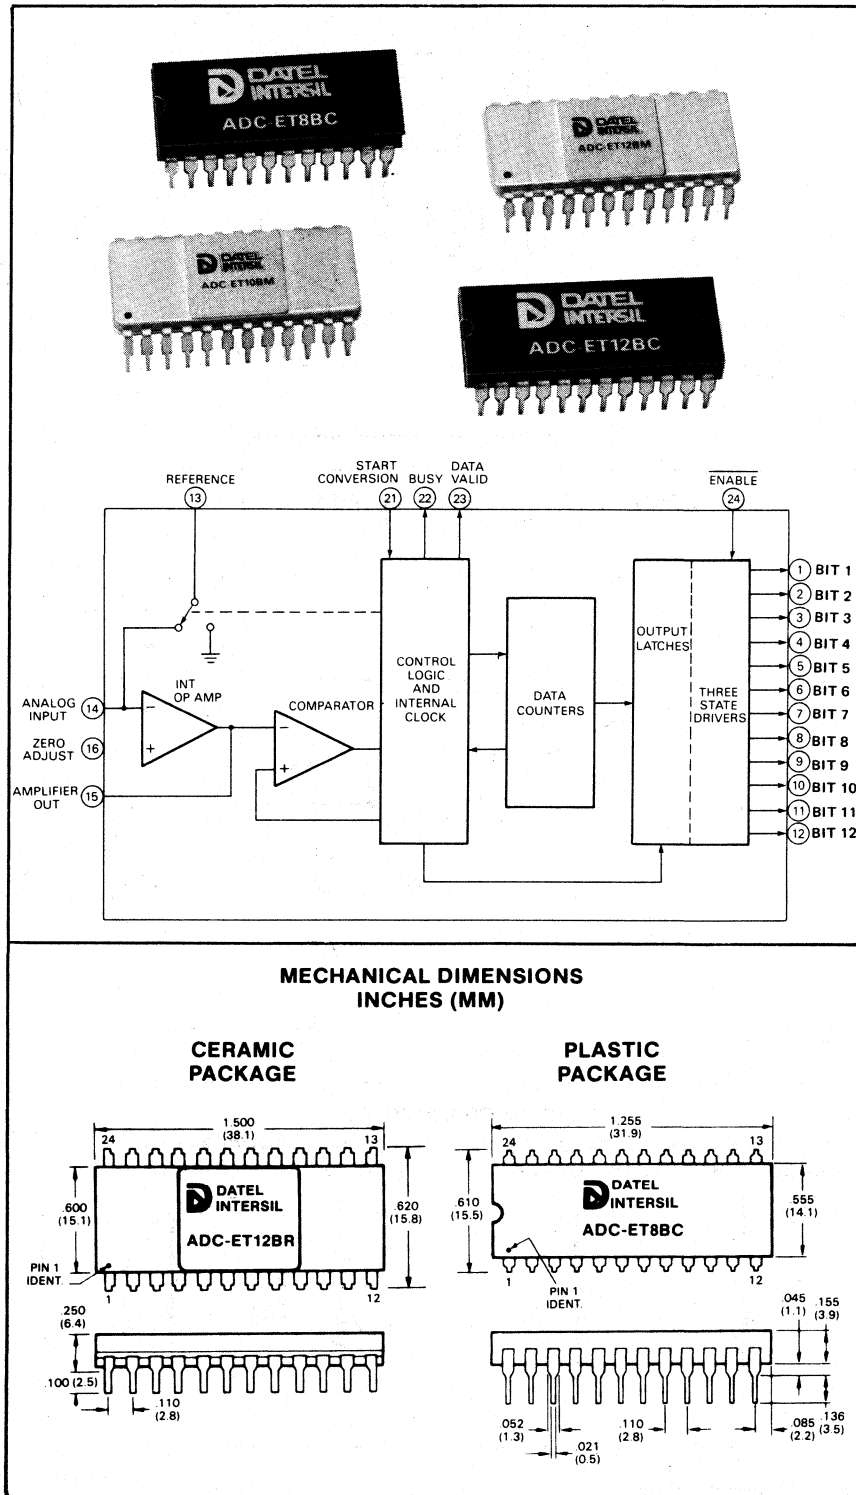 DATEL
INTERSIL
ADC-ET8BC
DATEL
INTERSIL
ADC-ET12BM
DATEL
INTERSIL
ADC-ET10BM
DATEL
INTERSIL
ADC-ET12BC
REFERENCE
13
START
CONVERSION
21
BUSY
22
DATA
VALID
23
ENABLE
24
ANALOG
INPUT
14
ZERO
ADJUST
16
AMPLIFIER
OUT
15
INT
OP AMP
−
+
COMPARATOR
−
+
CONTROL
LOGIC
AND
INTERNAL
CLOCK
DATA
COUNTERS
OUTPUT
LATCHES
THREE
STATE
DRIVERS
1 BIT 1
2 BIT 2
3 BIT 3
4 BIT 4
5 BIT 5
6 BIT 6
7 BIT 7
8 BIT 8
9 BIT 9
10 BIT 10
11 BIT 11
12 BIT 12
MECHANICAL DIMENSIONS
INCHES (MM)
CERAMIC
PACKAGE
1.500
(38.1)
24
13
.600
(15.1)
DATEL
INTERSIL
ADC-ET12BR
.620
(15.8)
PIN 1
IDENT.
1
12
.250
(6.4)
.100 (2.5)
.110
(2.8)
PLASTIC
PACKAGE
1.255
(31.9)
24
13
.610
(15.5)
DATEL
INTERSIL
ADC-ET8BC
.555
(14.1)
1
PIN 1
IDENT.
12
.045
(1.1)
.155
(3.9)
.052
(1.3)
.021
(0.5)
.110
(2.8)
.085
(2.2)
.136
(3.5)